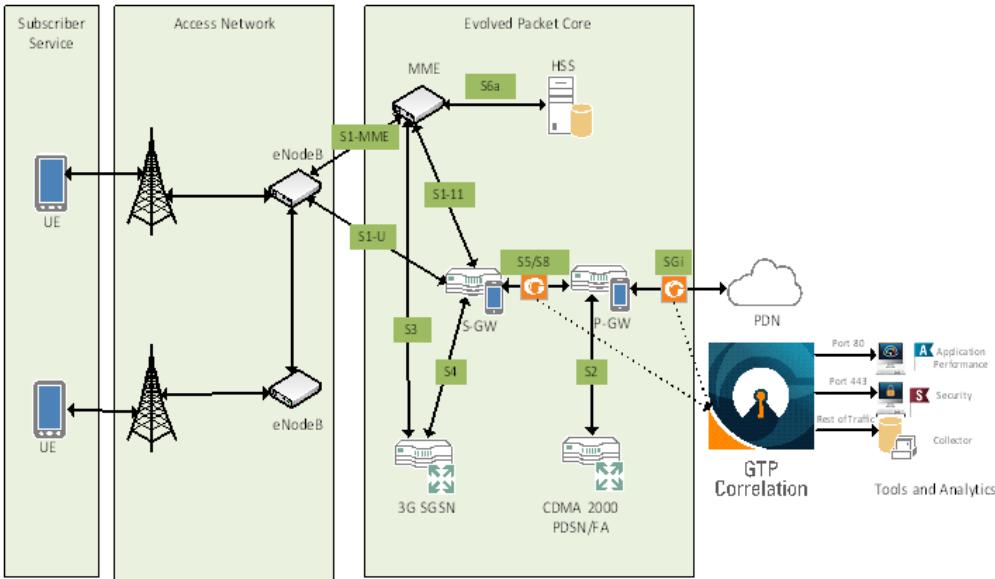 Subscriber
Service
Access Network
Evolved Packet Core
MME
HSS
S6a
S1-MME
eNodeB
UE
S1-11
S1-U
S5/S8
SGi
S-GW
P-GW
PDN
S3
S4
S2
Port 80
A
Application
Performance
Port 443
S
Security
Rest of Traffic
Collector
UE
eNodeB
GTP
Correlation
Tools and Analytics
3G SGSN
CDMA 2000
PDSN/FA